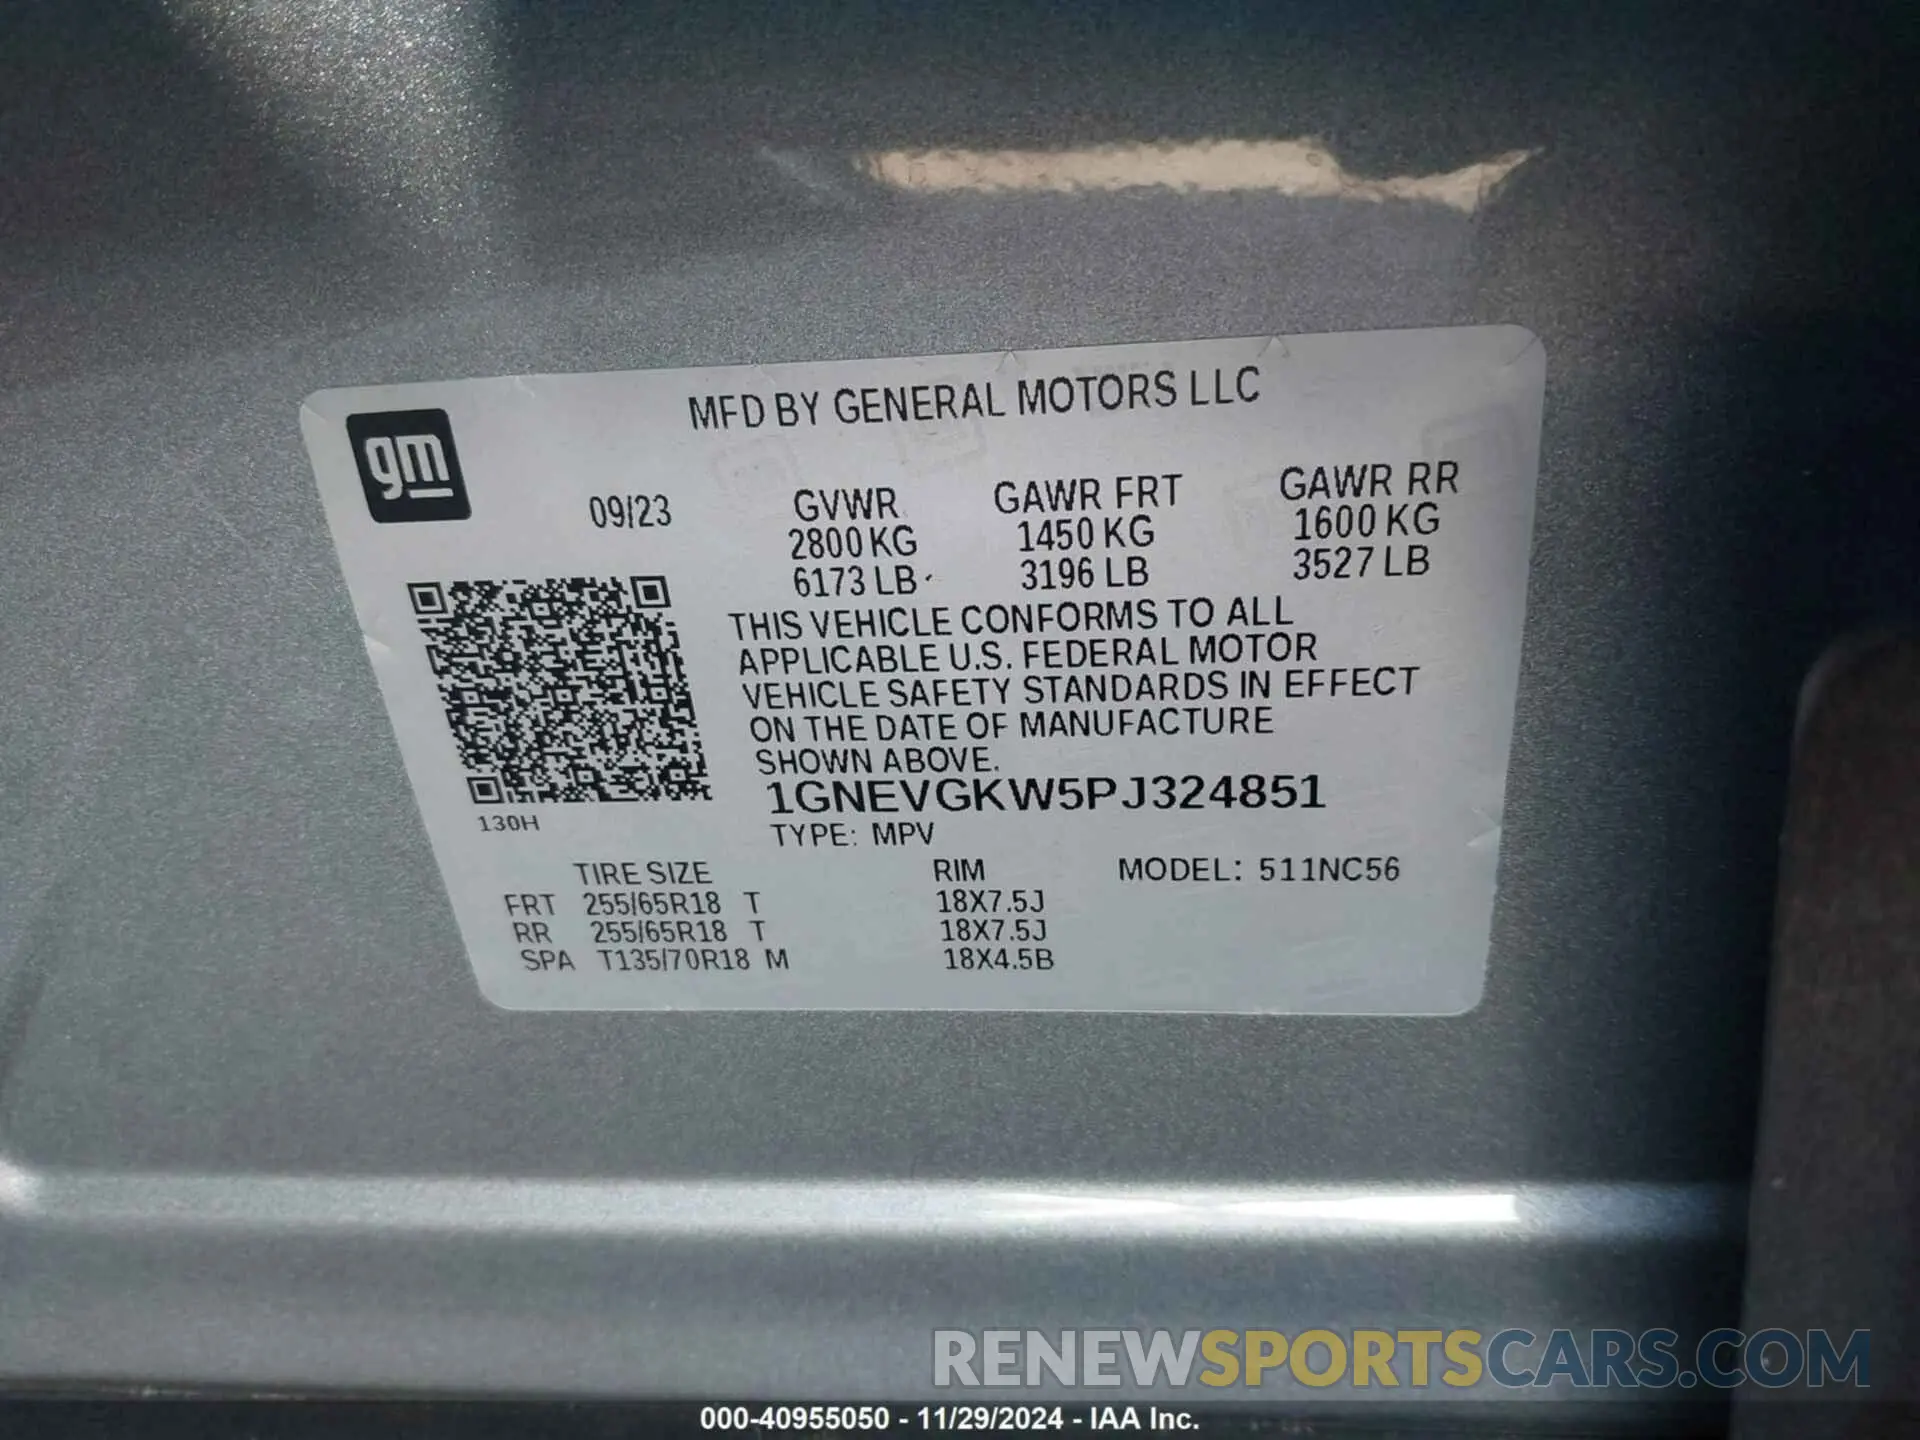 MFD BY GENERAL MOTORS LLC
gm
09/23
GVWR GAWR FRT GAWR RR
2800 KG 1450 KG 1600 KG
6173 LB 3196 LB 3527 LB
THIS VEHICLE CONFORMS TO ALL
APPLICABLE U.S. FEDERAL MOTOR
VEHICLE SAFETY STANDARDS IN EFFECT
ON THE DATE OF MANUFACTURE
SHOWN ABOVE.
1GNEVGKW5PJ324851
130H
TYPE: MPV
TIRE SIZE RIM MODEL: 511NC56
FRT 255/65R18 T 18X7.5J
RR 255/65R18 T 18X7.5J
SPA T135/70R18 M 18X4.5B
RENEWSPORTSCARS.COM
000-40955050 - 11/29/2024 - IAA Inc.